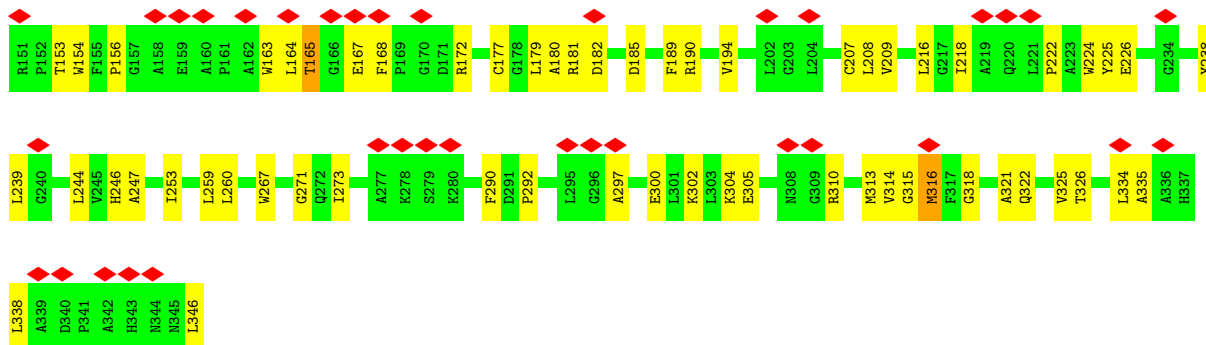 R151 P152 T153 W154 F155 P156 G157 A158 E159 A160 P161 A162 W163 L164 T165 G166 E167 F168 P169 G170 D171 R172 C177 G178 L179 A180 R181 D182 D185 F189 R190 V194 L202 G203 L204 C207 L208 V209 L216 G217 I218 A219 Q220 L221 P222 A223 W224 Y225 E226 G234
L239 G240 L244 V245 H246 A247 I253 L259 L260 W267 G271 Q272 I273 A277 K278 S279 K280 F290 D291 P292 L295 G296 A297 E300 L301 K302 L303 K304 E305 N308 G309 R310 M313 V314 G315 M316 F317 G318 A321 Q322 V325 T326 L334 A335 A336 H337
L338 A339 D340 P341 A342 H343 N344 N345 L346